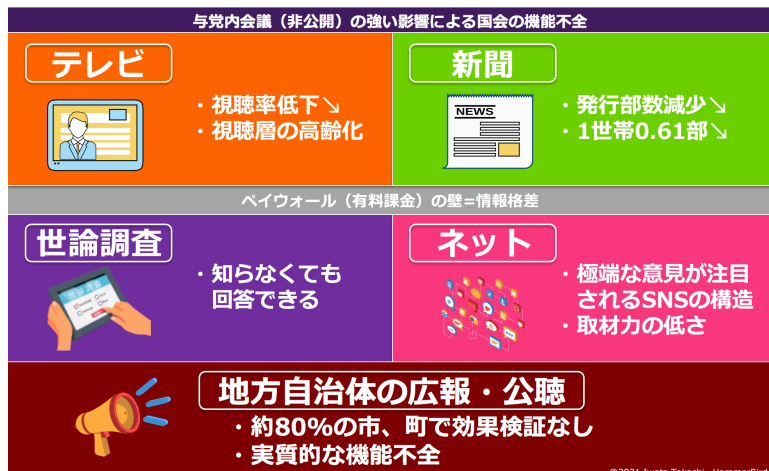 与党内会議（非公開）の強い影響による国会の機能不全
テレビ
・視聴率低下↘
・視聴層の高齢化
新聞
NEWS
・発行部数減少↘
・1世帯0.61部↘
ペイウォール（有料課金）の壁=情報格差
世論調査
・知らなくても
回答できる
ネット
・極端な意見が注目
されるSNSの構造
・取材力の低さ
地方自治体の広報・公聴
・約80%の市、町で効果検証なし
・実質的な機能不全